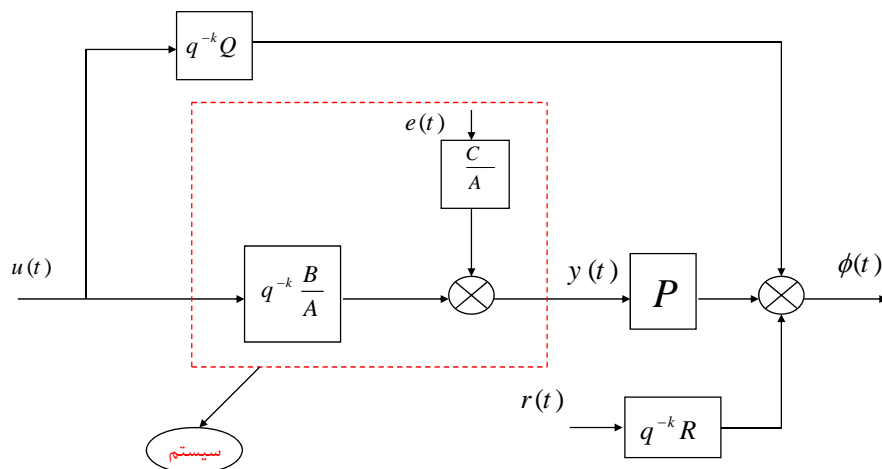 q^{-k} Q
e(t)
C/A
u(t)
q^{-k} B/A
y(t)
P
ϕ(t)
r(t)
q^{-k} R
سیستم